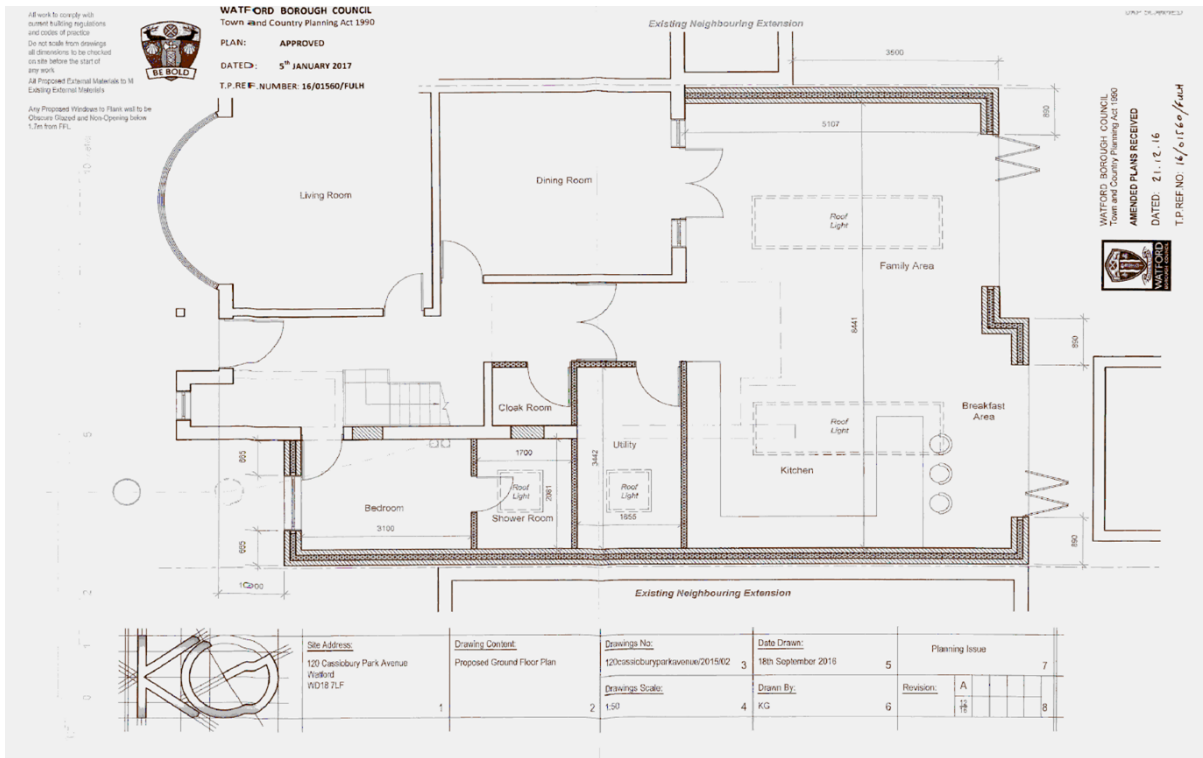 All work to comply with
current building regulations
and codes of practice
Do not scale from drawings
all dimensions to be checked
on site before the start of
any work
All Proposed External Materials to M
Existing External Materials
Any Proposed Windows to Flank wall to be
Obscure Glazed and Non-Opening below
1.7m from FFL
BE BOLD
WATFORD BOROUGH COUNCIL
Town and Country Planning Act 1990
PLAN: APPROVED
DATED: 5th JANUARY 2017
T.P.REF.NUMBER: 16/01560/FULH
Existing Neighbouring Extension
3600
890
5107
WATFORD BOROUGH COUNCIL
Town and Country Planning Act 1990
AMENDED PLANS RECEIVED
DATED: 21.12.16
T.P.REF.NO: 16/01560/FULH
WATFORD
Living Room
Dining Room
Roof
Light
Family Area
6441
890
Cloak Room
Roof
Light
Breakfast
Area
Utility
Kitchen
665
1700
3442
Bedroom
Roof
Light
2081
Roof
Light
Shower Room
3100
1655
665
890
Existing Neighbouring Extension
Site Address:
120 Cassiobury Park Avenue
Watford
WD18 7LF
1
Drawing Content:
Proposed Ground Floor Plan
2
Drawings No:
120cassioburyparkavenue/2015/02
3
Drawings Scale:
1:50
4
Date Drawn:
18th September 2016
5
Drawn By:
KG
6
Planning Issue
7
Revision:
A
8